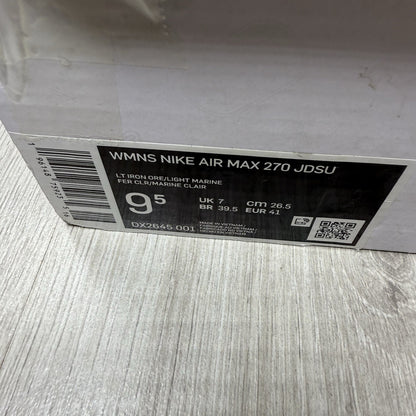 WMNS NIKE AIR MAX 270 JDSU
LT IRON ORE/LIGHT MARINE
FER CLR/MARINE CLAIR
9.5 UK 7 cm 26.5
BR 39.5 EUR 41
DX2645 001
MADE IN VIETNAM